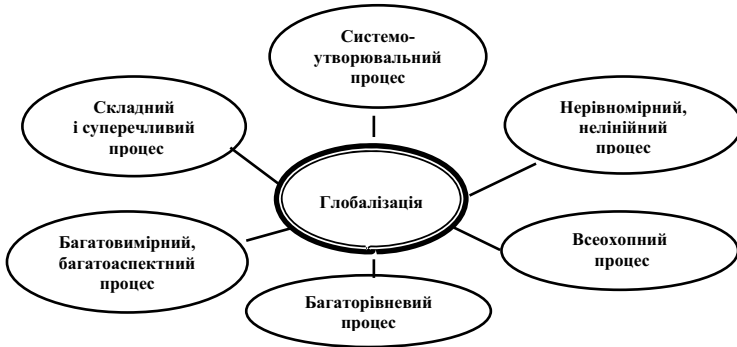 Системо-
утворювальний
процес
Складний
і суперечливий
процес
Нерівномірний,
нелінійний
процес
Глобалізація
Багатовимірний,
багатоаспектний
процес
Всеохопний
процес
Багаторівневий
процес